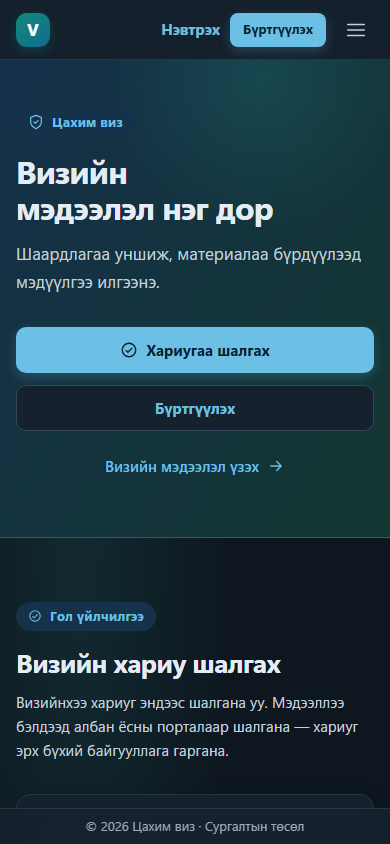 V
Нэвтрэх
Бүртгүүлэх
Цахим виз
Визийн
мэдээлэл нэг дор
Шаардлагаа уншиж, материалаа бүрдүүлээд
мэдүүлгээ илгээнэ.
Хариугаа шалгах
Бүртгүүлэх
Визийн мэдээлэл үзэх
Гол үйлчилгээ
Визийн хариу шалгах
Визийнхээ хариуг эндээс шалгана уу. Мэдээллээ
бэлдээд албан ёсны порталаар шалгана — хариуг
эрх бүхий байгууллага гаргана.
© 2026 Цахим виз · Сургалтын төсөл